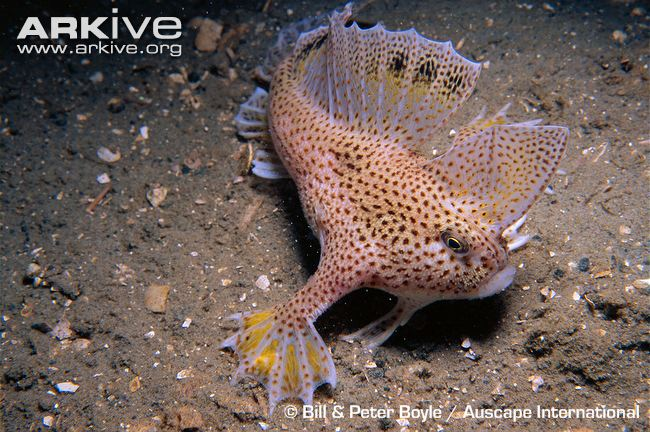 ARKIVE
www.arkive.org
© Bill & Peter Boyle / Auscape International